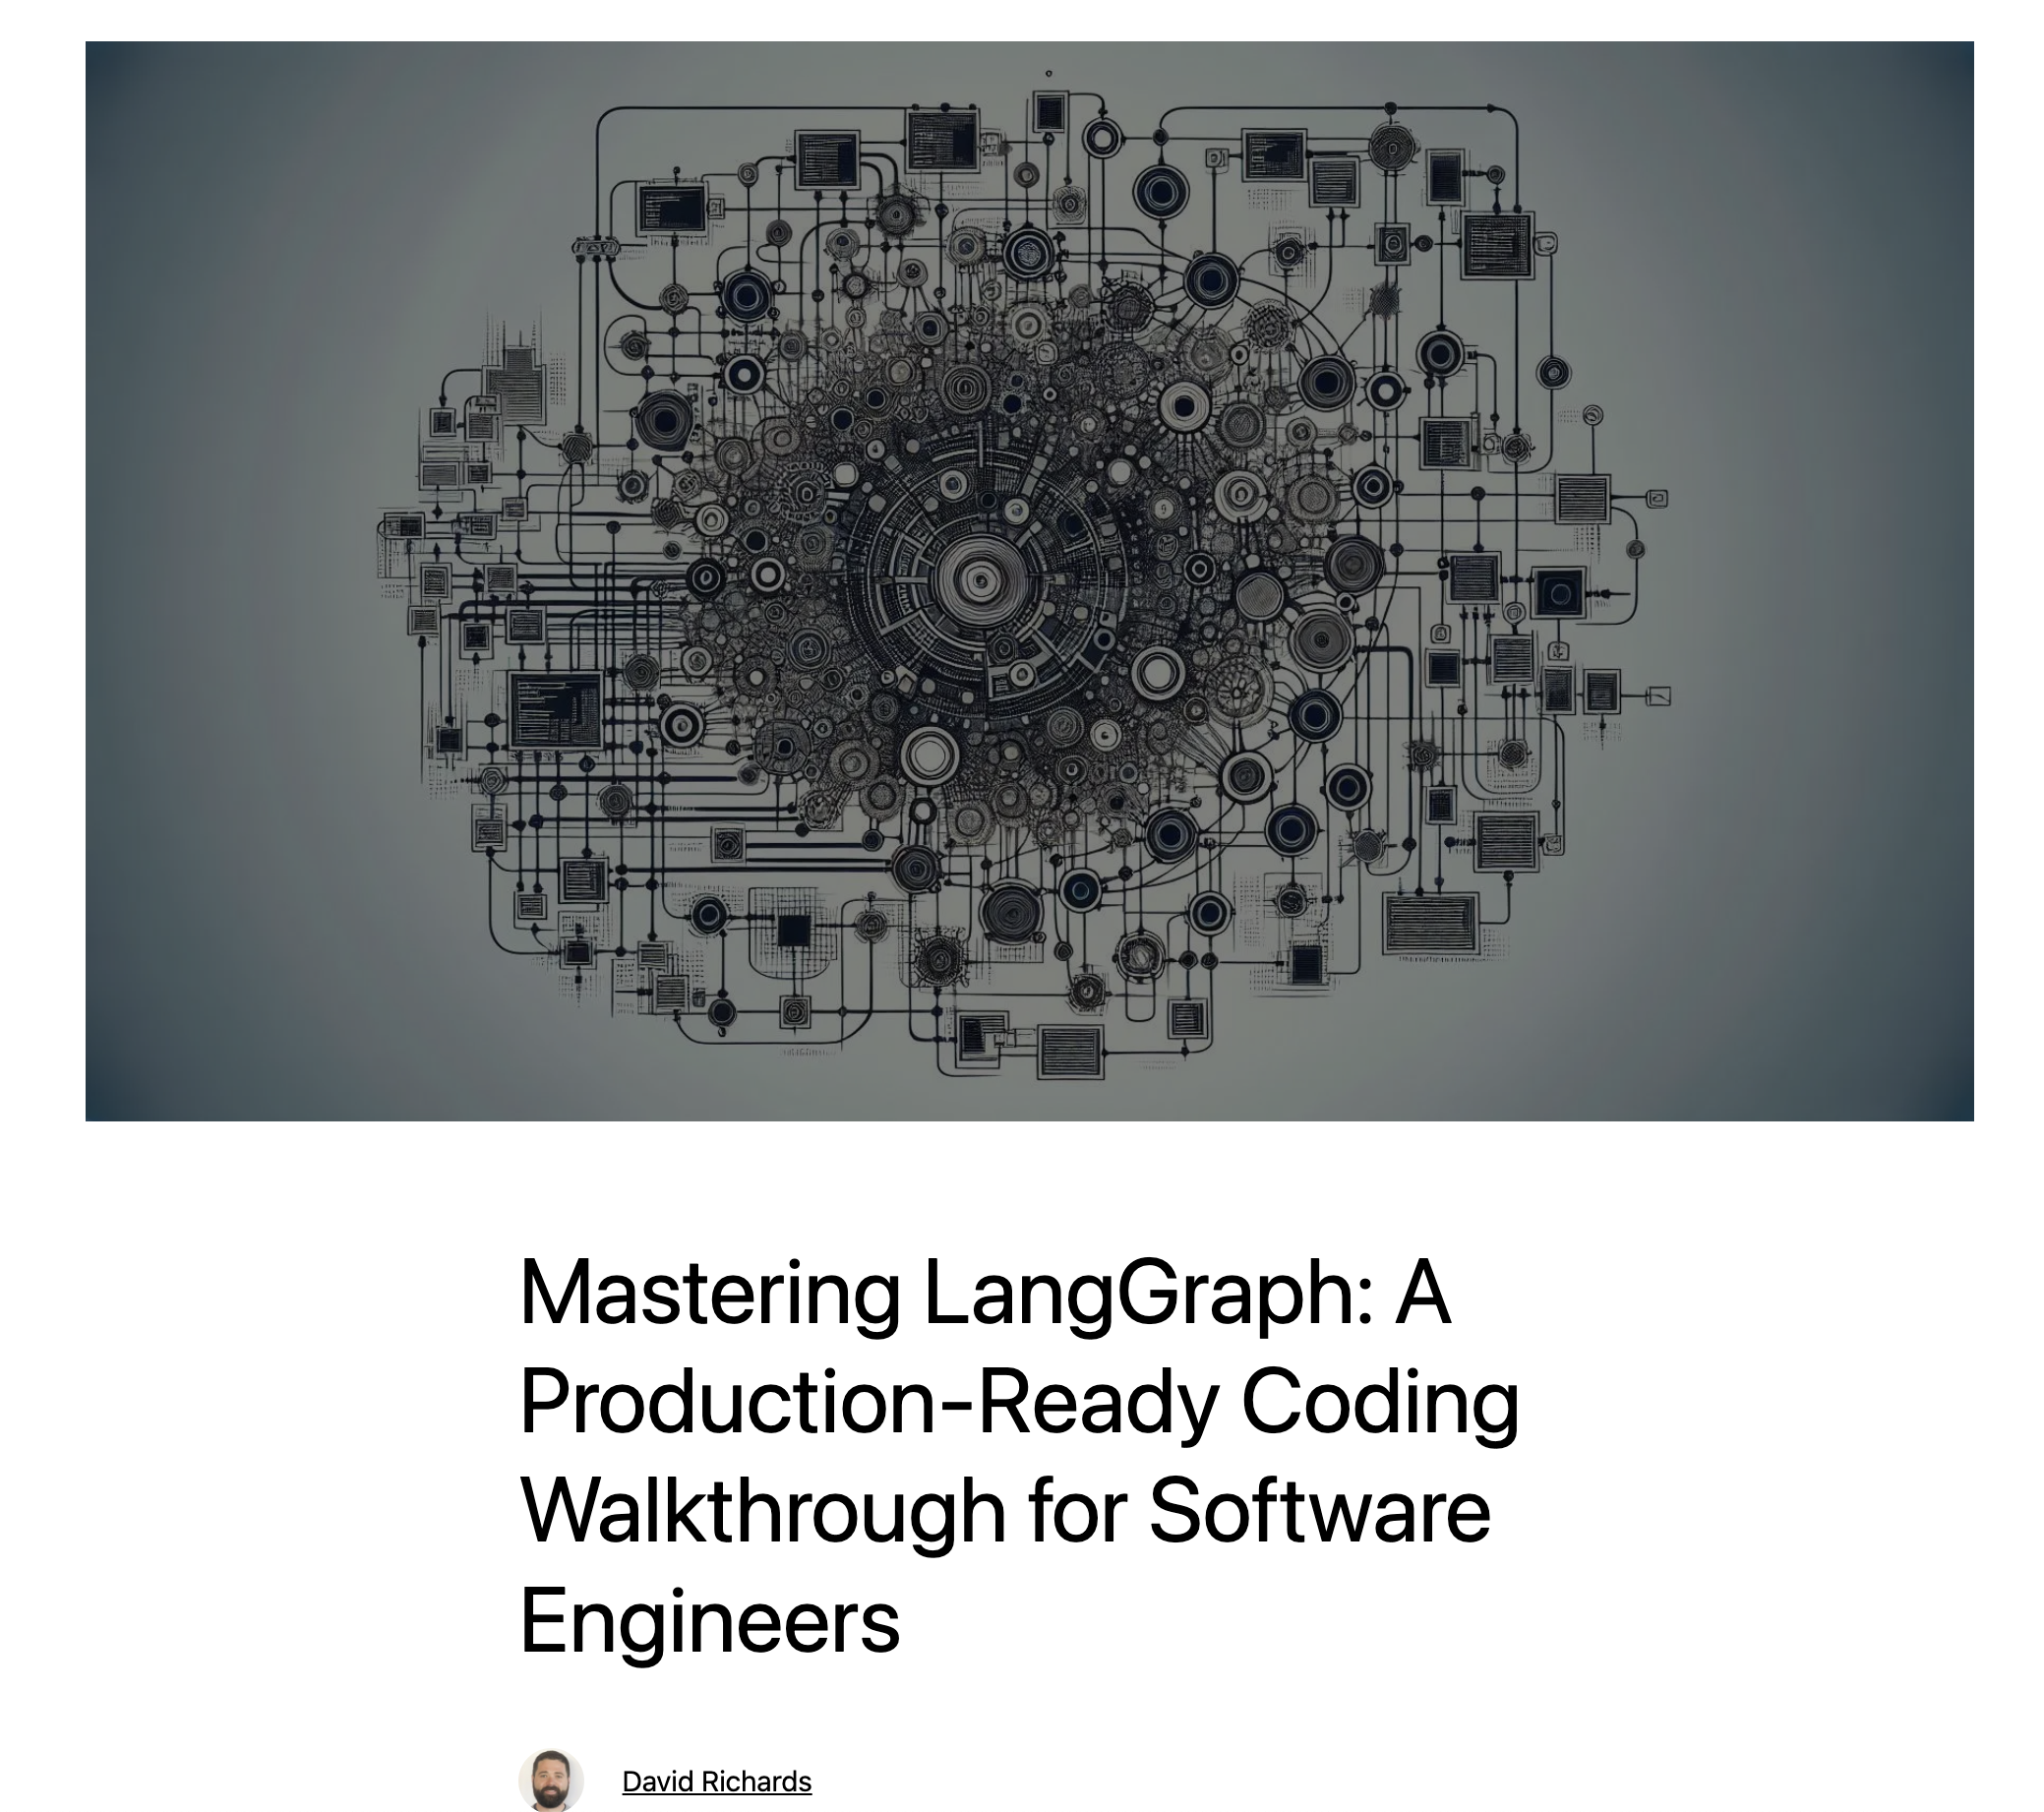 Mastering LangGraph: A
Production-Ready Coding
Walkthrough for Software
Engineers
David Richards